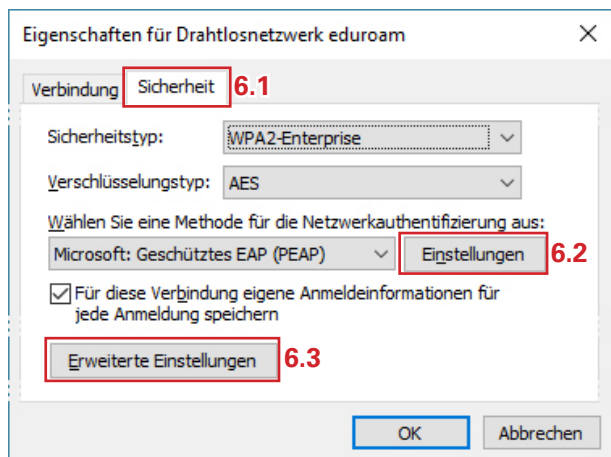 Eigenschaften für Drahtlosnetzwerk eduroam
Verbindung Sicherheit 6.1
Sicherheitstyp: WPA2-Enterprise
Verschlüsselungstyp: AES
Wählen Sie eine Methode für die Netzwerkauthentifizierung aus:
Microsoft: Geschütztes EAP (PEAP) Einstellungen 6.2
Für diese Verbindung eigene Anmeldeinformationen für
jede Anmeldung speichern
Erweiterte Einstellungen 6.3
OK Abbrechen